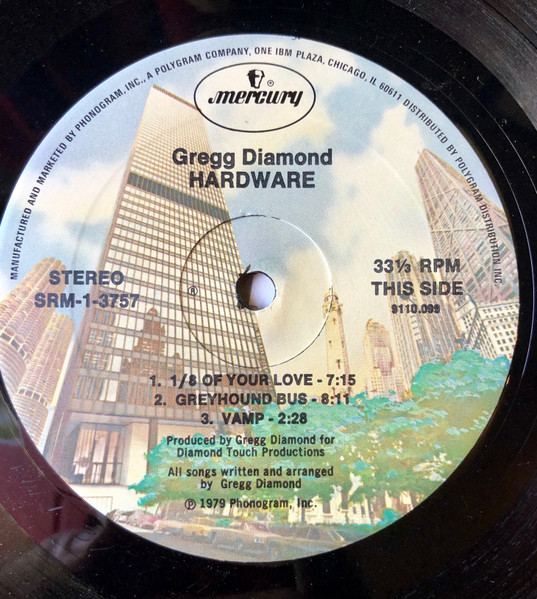 MANUFACTURED AND MARKETED BY PHONOGRAM, INC., A POLYGRAM COMPANY, ONE IBM PLAZA, CHICAGO, IL 60611 DISTRIBUTED BY POLYGRAM DISTRIBUTION INC.
mercury®
Gregg Diamond
HARDWARE
STEREO
SRM-1-3757
®
33⅓ RPM
THIS SIDE
9110.099
1. 1/8 OF YOUR LOVE - 7:15
2. GREYHOUND BUS - 8:11
3. VAMP - 2:28
Produced by Gregg Diamond for
Diamond Touch Productions
All songs written and arranged
by Gregg Diamond
℗ 1979 Phonogram, Inc.